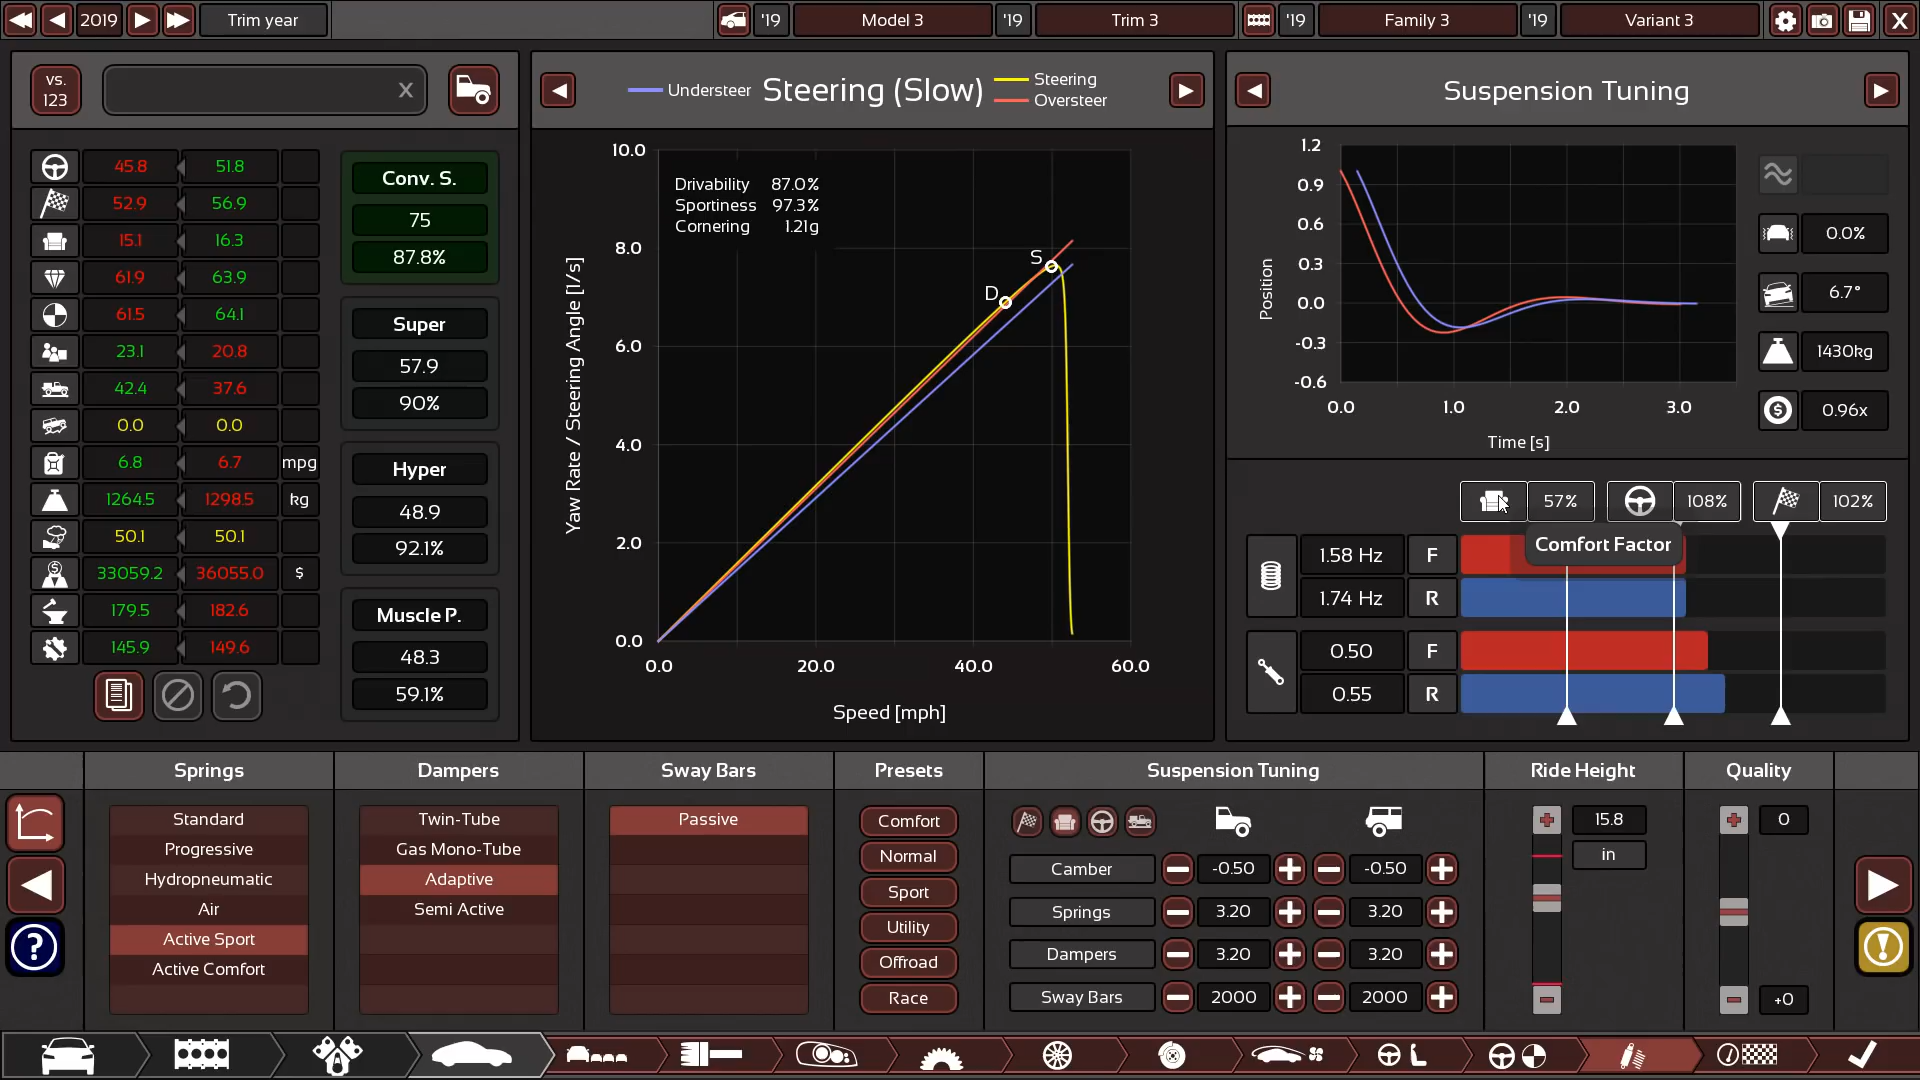 2019
Trim year
'19
Model 3
'19
Trim 3
'19
Family 3
'19
Variant 3
X
vs.
123
x
45.8 51.8
52.9 56.9
15.1 16.3
61.9 63.9
61.5 64.1
23.1 20.8
42.4 37.6
0.0 0.0
6.8 6.7 mpg
1264.5 1298.5 kg
50.1 50.1
33059.2 36055.0 $
179.5 182.6
145.9 149.6
Conv. S.
75
87.8%
Super
57.9
90%
Hyper
48.9
92.1%
Muscle P.
48.3
59.1%
Understeer
Steering (Slow)
Steering
Oversteer
Drivability 87.0%
Sportiness 97.3%
Cornering 1.21g
Yaw Rate / Steering Angle [1/s]
10.0
8.0
6.0
4.0
2.0
0.0
S
D
0.0 20.0 40.0 60.0
Speed [mph]
Suspension Tuning
Position
1.2
0.9
0.6
0.3
0.0
-0.3
-0.6
0.0 1.0 2.0 3.0
Time [s]
0.0%
6.7°
1430kg
0.96x
57% 108% 102%
Comfort Factor
1.58 Hz F
1.74 Hz R
0.50 F
0.55 R
Springs
Standard
Progressive
Hydropneumatic
Air
Active Sport
Active Comfort
Dampers
Twin-Tube
Gas Mono-Tube
Adaptive
Semi Active
Sway Bars
Passive
Presets
Comfort
Normal
Sport
Utility
Offroad
Race
Suspension Tuning
Camber -0.50 -0.50
Springs 3.20 3.20
Dampers 3.20 3.20
Sway Bars 2000 2000
Ride Height
15.8
in
Quality
0
+0
?
!